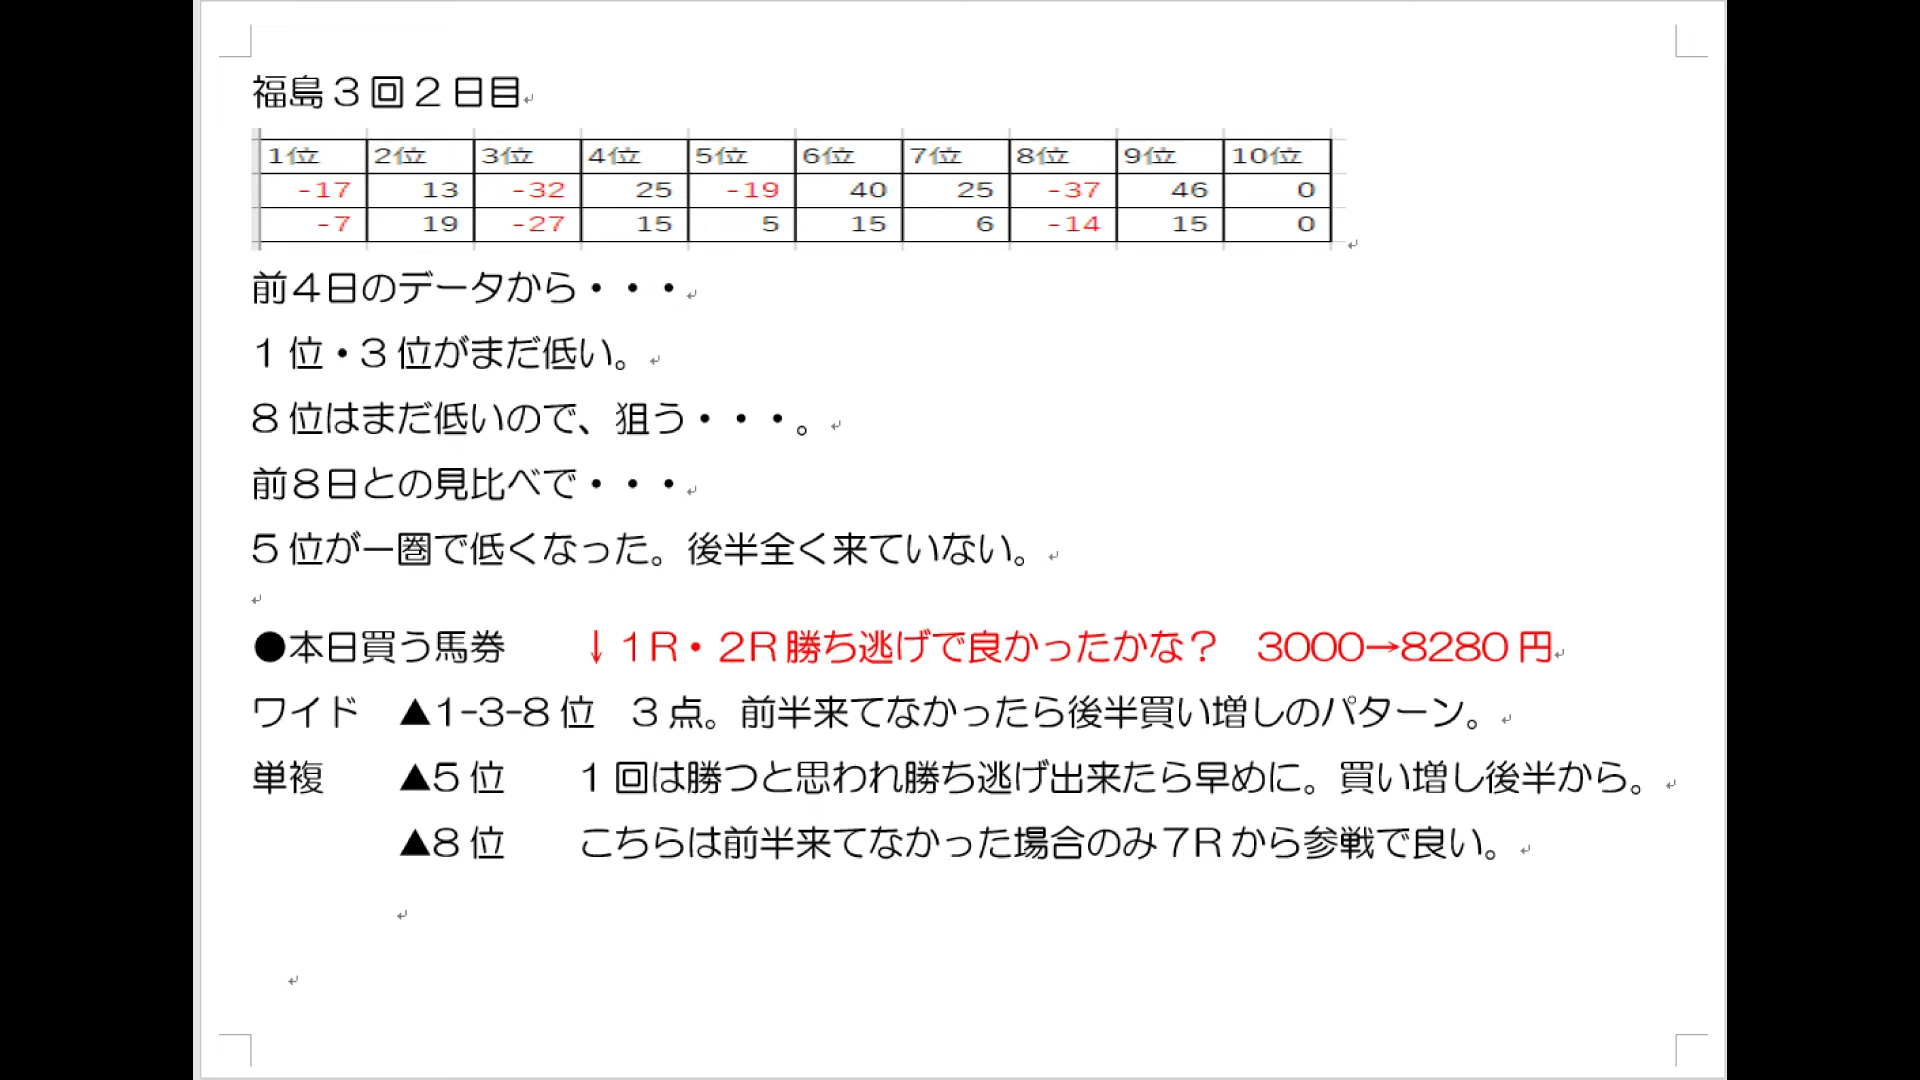 福島３回２日目
1位 2位 3位 4位 5位 6位 7位 8位 9位 10位
-17 13 -32 25 -19 40 25 -37 46 0
-7 19 -27 15 5 15 6 -14 15 0
前４日のデータから・・・
１位・３位がまだ低い。
８位はまだ低いので、狙う・・・。
前８日との見比べで・・・
５位が一圏で低くなった。後半全く来ていない。
●本日買う馬券　　↓１R・２R勝ち逃げで良かったかな？　3000→8280円
ワイド　▲1-3-8位　３点。前半来てなかったら後半買い増しのパターン。
単複　　▲５位　　１回は勝つと思われ勝ち逃げ出来たら早めに。買い増し後半から。
▲８位　　こちらは前半来てなかった場合のみ７Rから参戦で良い。